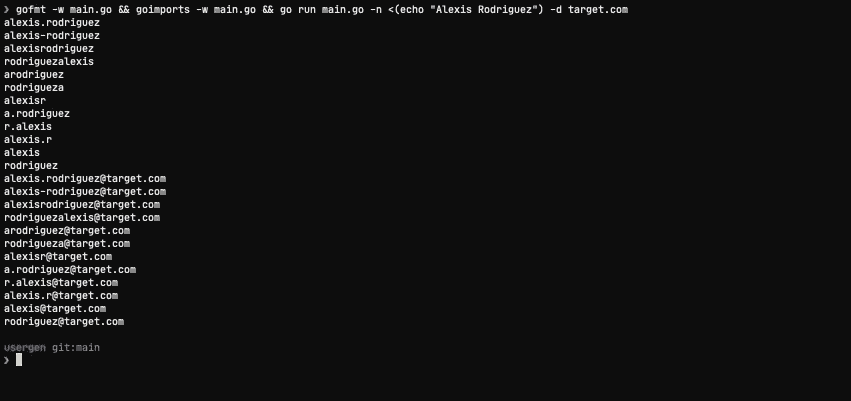 ❯ gofmt -w main.go && goimports -w main.go && go run main.go -n <(echo "Alexis Rodriguez") -d target.com
alexis.rodriguez
alexis-rodriguez
alexisrodriguez
rodriguezalexis
arodriguez
rodrigueza
alexisr
a.rodriguez
r.alexis
alexis.r
alexis
rodriguez
alexis.rodriguez@target.com
alexis-rodriguez@target.com
alexisrodriguez@target.com
rodriguezalexis@target.com
arodriguez@target.com
rodrigueza@target.com
alexisr@target.com
a.rodriguez@target.com
r.alexis@target.com
alexis.r@target.com
alexis@target.com
rodriguez@target.com
usergen git:main
❯